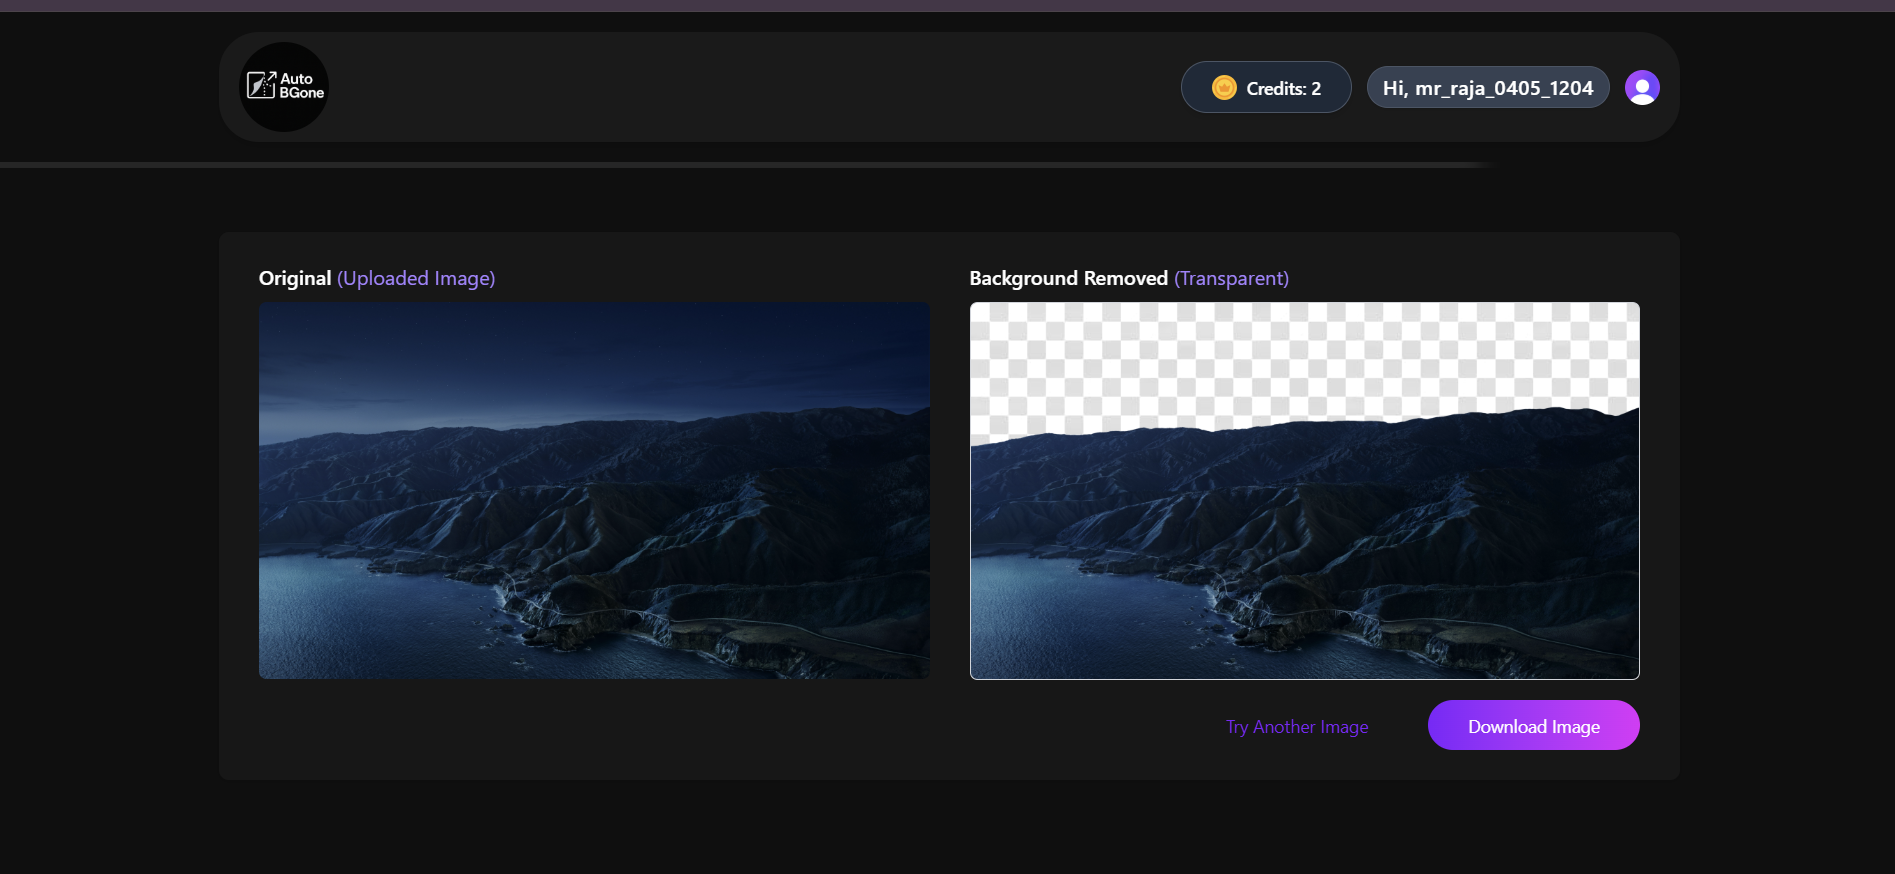 Auto
BGone
Credits: 2
Hi, mr_raja_0405_1204
Original (Uploaded Image)
Background Removed (Transparent)
Try Another Image
Download Image